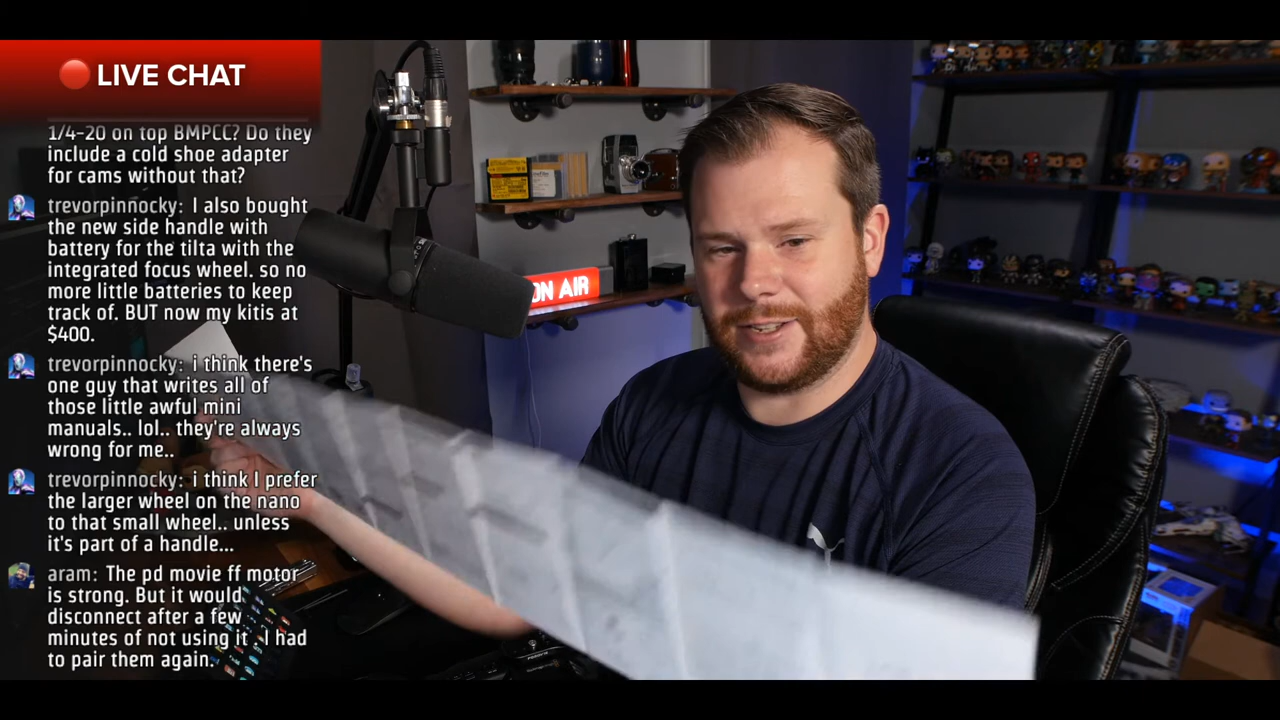 LIVE CHAT
1/4-20 on top BMPCC? Do they
include a cold shoe adapter
for cams without that?
trevorpinnocky: I also bought
the new side handle with
battery for the tilta with the
integrated focus wheel. so no
more little batteries to keep
track of. BUT now my kitis at
$400.
trevorpinnocky: i think there's
one guy that writes all of
those little awful mini
manuals.. lol.. they're always
wrong for me..
trevorpinnocky: i think I prefer
the larger wheel on the nano
to that small wheel.. unless
it's part of a handle...
aram: The pd movie ff motor
is strong. But it would
disconnect after a few
minutes of not using it . I had
to pair them again.
ON AIR